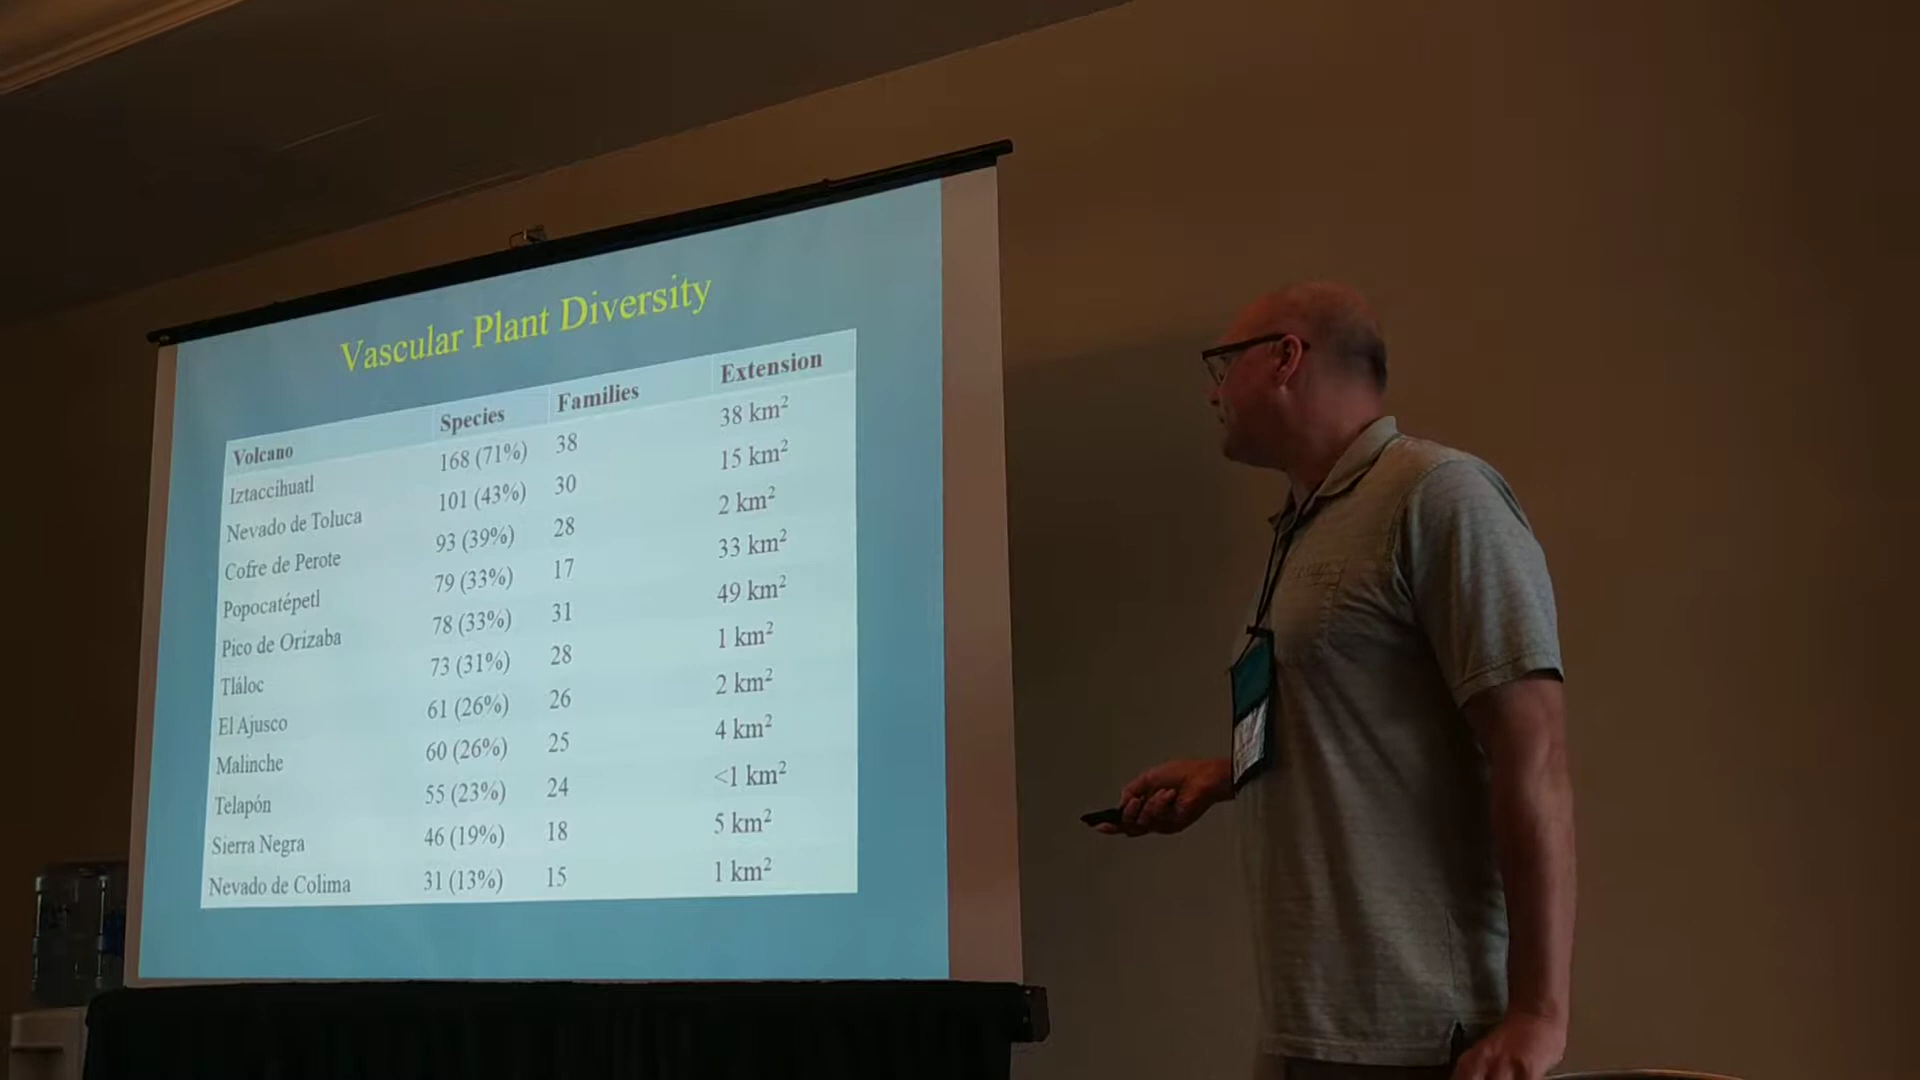 Vascular Plant Diversity
Volcano Species Families Extension
Iztaccíhuatl 168 (71%) 38 38 km²
Nevado de Toluca 101 (43%) 30 15 km²
Cofre de Perote 93 (39%) 28 2 km²
Popocatépetl 79 (33%) 17 33 km²
Pico de Orizaba 78 (33%) 31 49 km²
Tláloc 73 (31%) 28 1 km²
El Ajusco 61 (26%) 26 2 km²
Malinche 60 (26%) 25 4 km²
Telapón 55 (23%) 24 <1 km²
Sierra Negra 46 (19%) 18 5 km²
Nevado de Colima 31 (13%) 15 1 km²